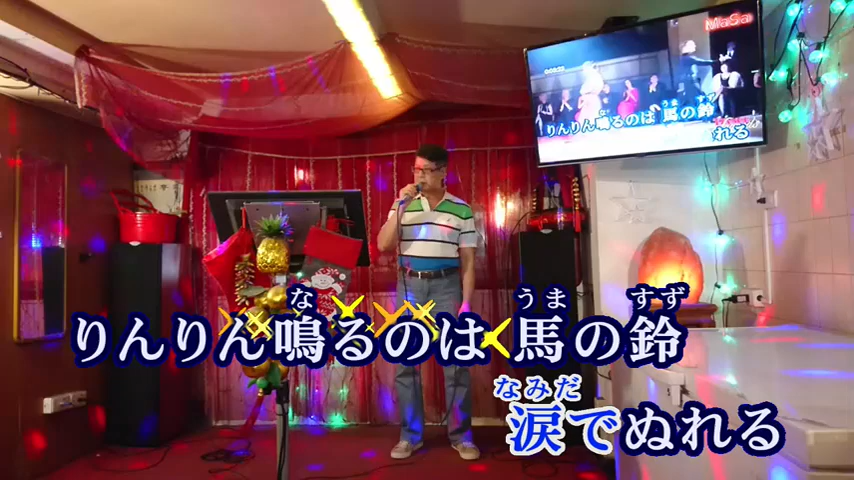 MaSa
りんりん鳴るのは 馬の鈴
れる
な うま すず
りんりん鳴るのは 馬の鈴
なみだ
涙でぬれる